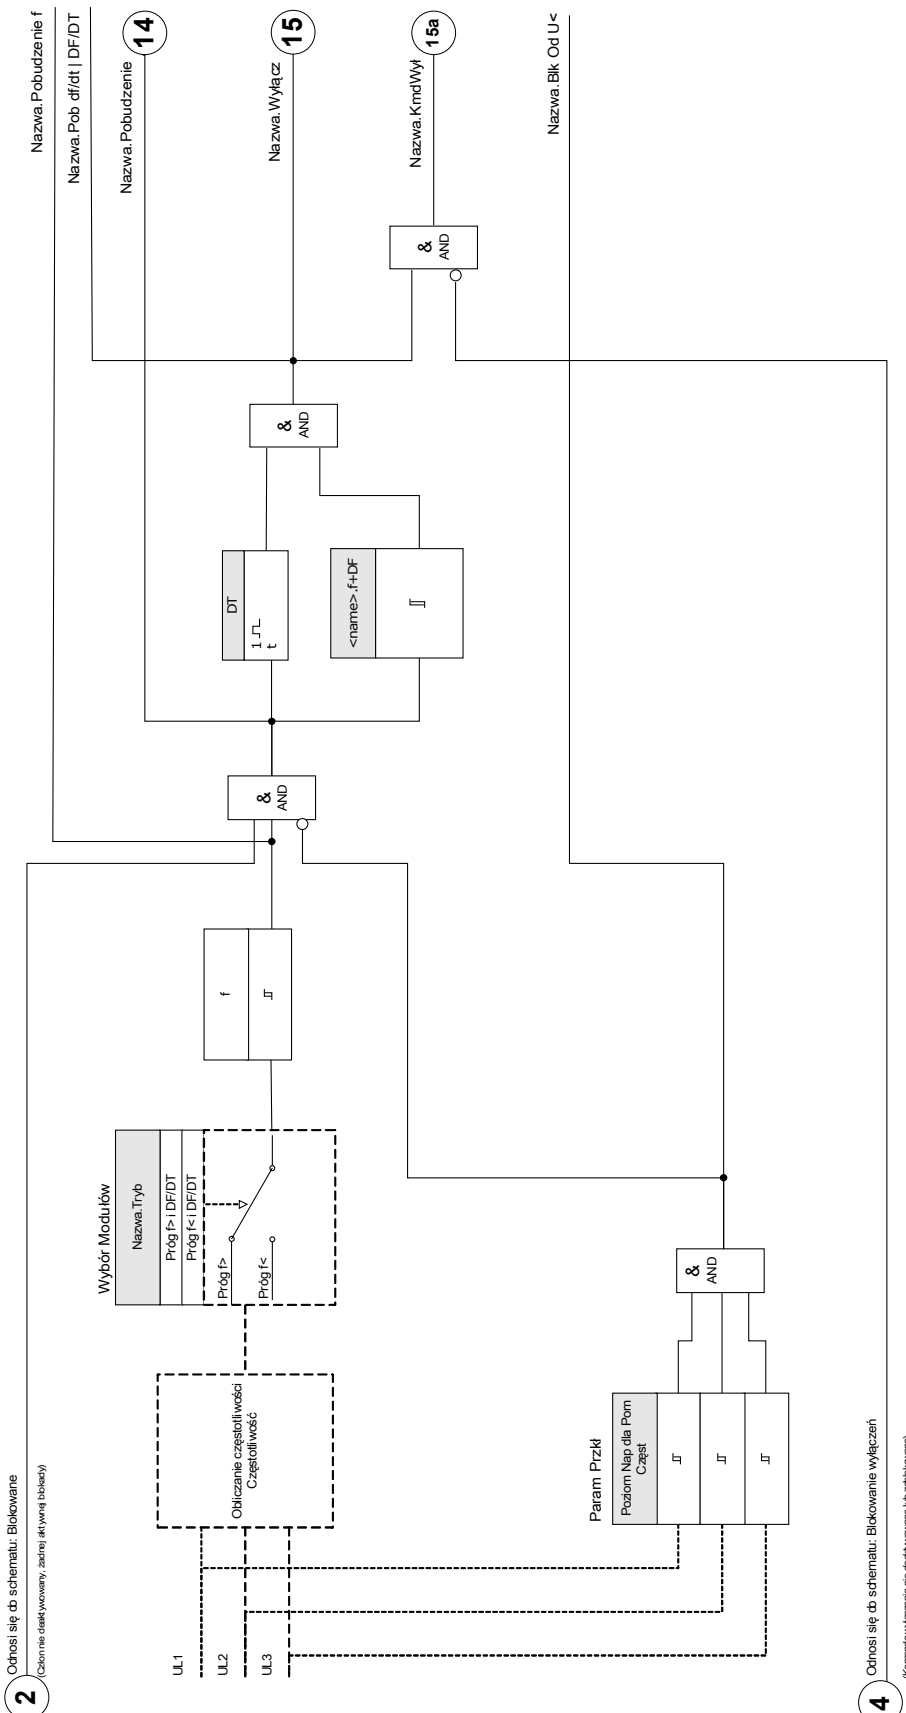 2
Odnosi się do schematu: Blokowane
(Człon nie deaktywowany, żadnej aktywnej blokady)
UL1
UL2
UL3
Obliczanie częstotliwości
Częstotliwość
Wybór Modułów
Nazwa.Tryb
Próg f> i DF/DT
Próg f< i DF/DT
Próg f>
Próg f<
f
&
AND
DT
1
t
<name>.f+DF
&
AND
&
AND
Nazwa.Pobudzenie f
Nazwa.Pob df/dt | DF/DT
Nazwa.Pobudzenie
14
Nazwa.Wyłącz
15
Nazwa.KmdWył
15a
Nazwa.Blk Od U<
Param Przkł
Poziom Nap dla Pom
Częst
&
AND
4
Odnosi się do schematu: Blokowanie wyłączeń